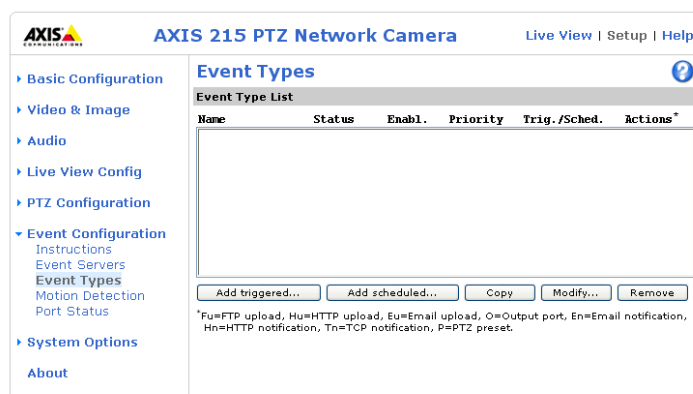 AXIS
COMMUNICATIONS
AXIS 215 PTZ Network Camera
Live View | Setup | Help
Basic Configuration
Video & Image
Audio
Live View Config
PTZ Configuration
Event Configuration
Instructions
Event Servers
Event Types
Motion Detection
Port Status
System Options
About
Event Types
?
Event Type List
Name Status Enabl. Priority Trig./Sched. Actions*
Add triggered... Add scheduled... Copy Modify... Remove
*Fu=FTP upload, Hu=HTTP upload, Eu=Email upload, O=Output port, En=Email notification,
Hn=HTTP notification, Tn=TCP notification, P=PTZ preset.